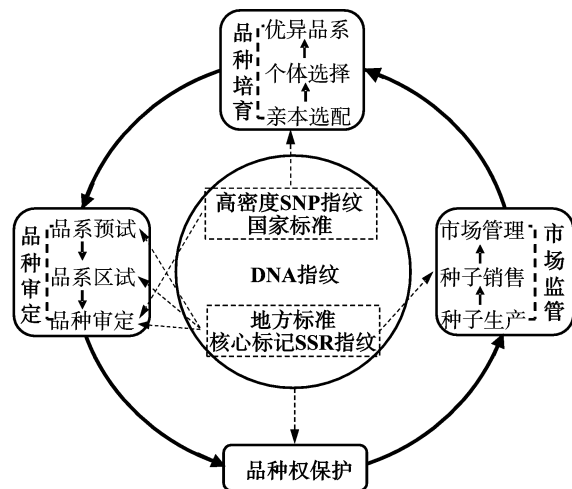 品种培育
优异品系
个体选择
亲本选配
高密度SNP指纹
国家标准
品种审定
品系预试
品系区试
品种审定
DNA指纹
市场管理
种子销售
种子生产
市场监管
地方标准
核心标记SSR指纹
品种权保护